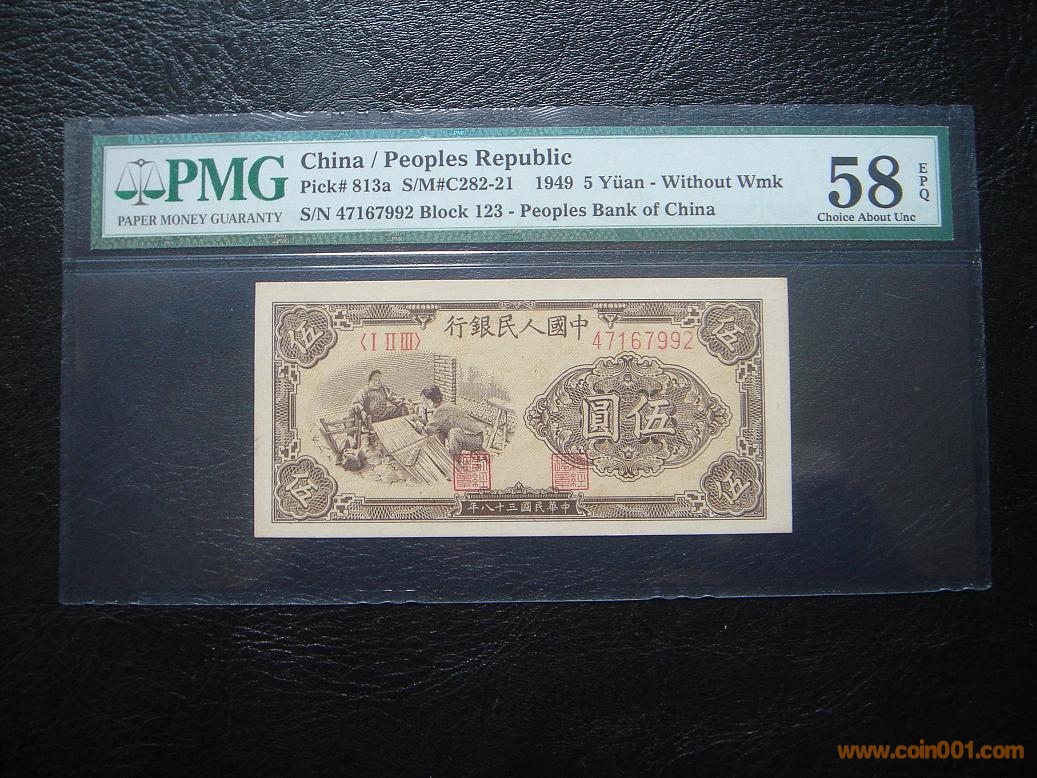 PMG
PAPER MONEY GUARANTY
China / Peoples Republic
Pick# 813a S/M#C282-21 1949 5 Yüan - Without Wmk
S/N 47167992 Block 123 - Peoples Bank of China
58 EPQ
Choice About Unc
行銀民人國中
〈I II III〉
47167992
伍
伍
圓伍
伍
伍
年八十三國民華中
www.coin001.com